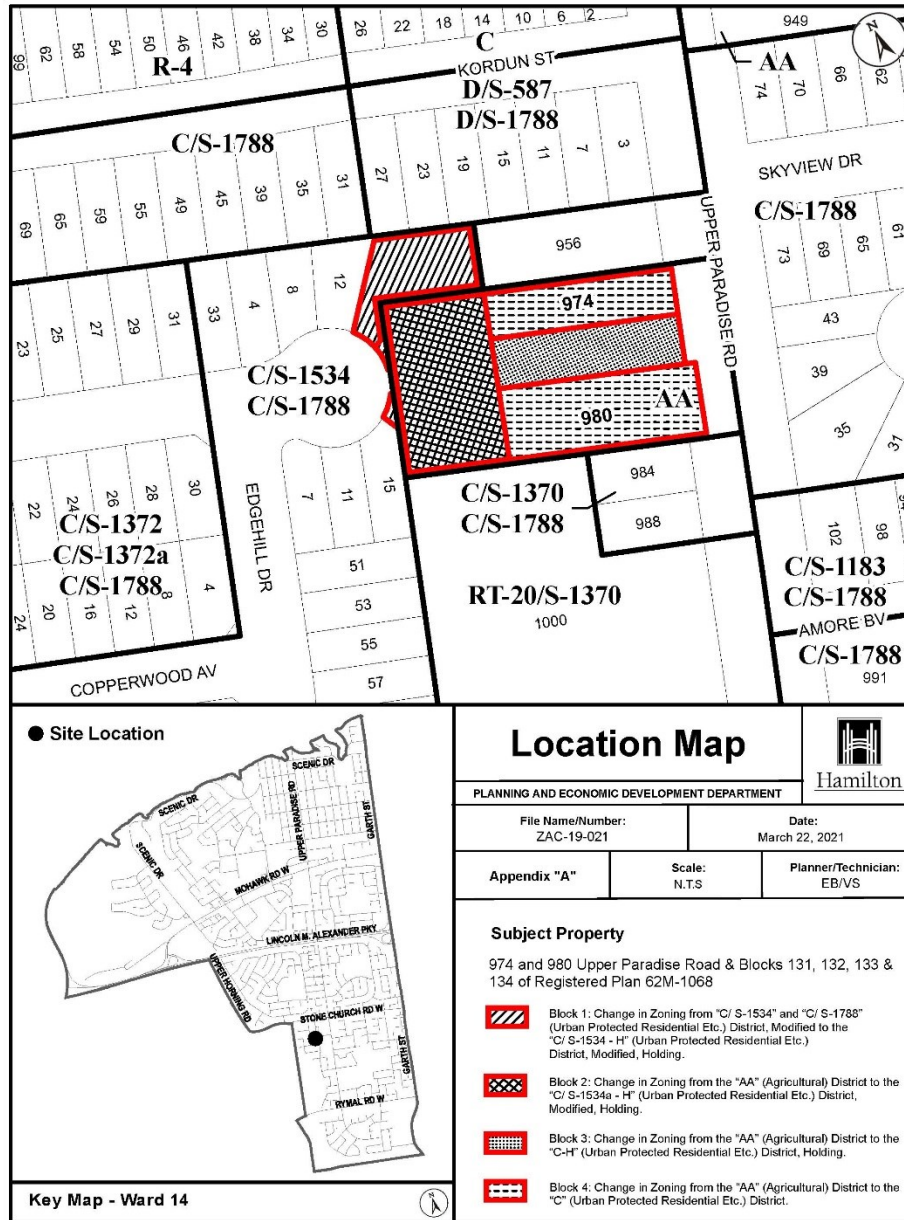 99 62 58 54 50 46 42 38 34 30 26 22 18 14 10 6 2
R-4
C
949
AA
KORDUN ST
D/S-587
D/S-1788
74 70 66 62
C/S-1788
SKYVIEW DR
C/S-1788
69 65 59 55 49 45 39 35 31 27 23 19 15 11 7 3
UPPER PARADISE RD
73 69 65 61
956
23 25 27 29 31 33 4 8 12
974
43
39
35
31
C/S-1534
C/S-1788
980
AA
C/S-1370
C/S-1788
984
988
EDGEHILL DR
7 11 15
22 24 26 28 30
C/S-1372
C/S-1372a
C/S-1788
24 20 16 12 8 4
51
53
55
57
RT-20/S-1370
1000
102 98 94
C/S-1183
C/S-1788
AMORE BV
C/S-1788
991
COPPERWOOD AV
Site Location
SCENIC DR
SCENIC DR
SCENIC DR
UPPER PARADISE RD
GARTH ST
MOHAWK RD W
LINCOLN M. ALEXANDER PKY
UPPER HORNING RD
STONE CHURCH RD W
GARTH ST
RYMAL RD W
Key Map - Ward 14
N
Location Map
Hamilton
PLANNING AND ECONOMIC DEVELOPMENT DEPARTMENT
File Name/Number:
ZAC-19-021
Date:
March 22, 2021
Appendix "A"
Scale:
N.T.S
Planner/Technician:
EB/VS
Subject Property
974 and 980 Upper Paradise Road & Blocks 131, 132, 133 &
134 of Registered Plan 62M-1068
Block 1: Change in Zoning from "C/ S-1534" and "C/ S-1788"
(Urban Protected Residential Etc.) District, Modified to the
"C/ S-1534 - H" (Urban Protected Residential Etc.)
District, Modified, Holding.
Block 2: Change in Zoning from the "AA" (Agricultural) District to the
"C/ S-1534a - H" (Urban Protected Residential Etc.) District,
Modified, Holding.
Block 3: Change in Zoning from the "AA" (Agricultural) District to the
"C-H" (Urban Protected Residential Etc.) District, Holding.
Block 4: Change in Zoning from the "AA" (Agricultural) District to the
"C" (Urban Protected Residential Etc.) District.